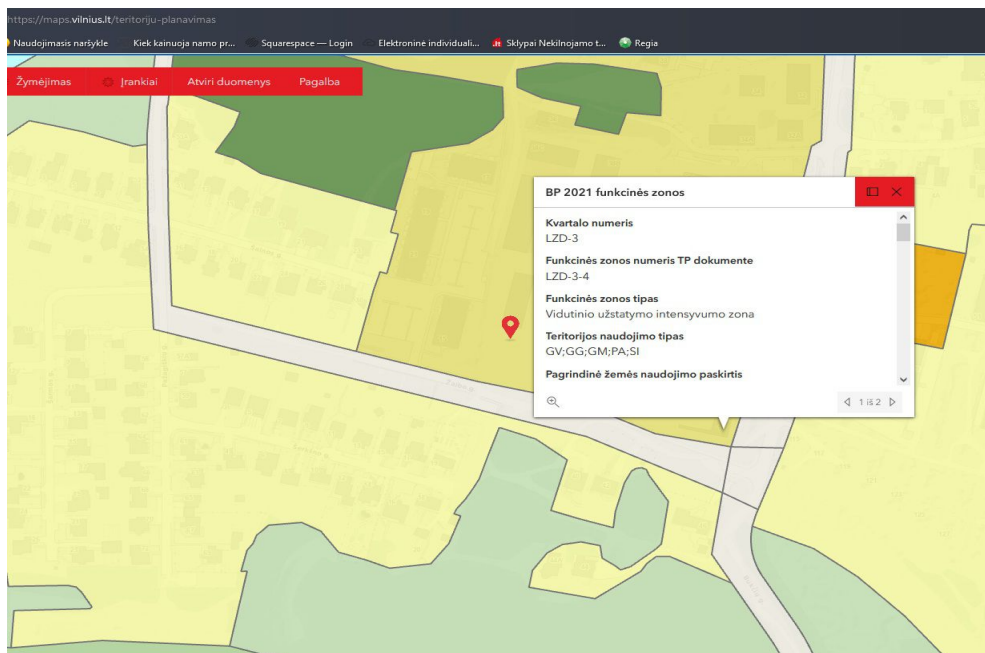 https://maps.vilnius.lt/teritoriju-planavimas
Naudojimasis naršykle Kiek kainuoja namo pr... Squarespace — Login Elektroninė individuali... Sklypai Nekilnojamo t... Regia
Žymėjimas Įrankiai Atviri duomenys Pagalba
BP 2021 funkcinės zonos
Kvartalo numeris
LZD-3
Funkcinės zonos numeris TP dokumente
LZD-3-4
Funkcinės zonos tipas
Vidutinio užstatymo intensyvumo zona
Teritorijos naudojimo tipas
GV;GG;GM;PA;SI
Pagrindinė žemės naudojimo paskirtis
1 iš 2